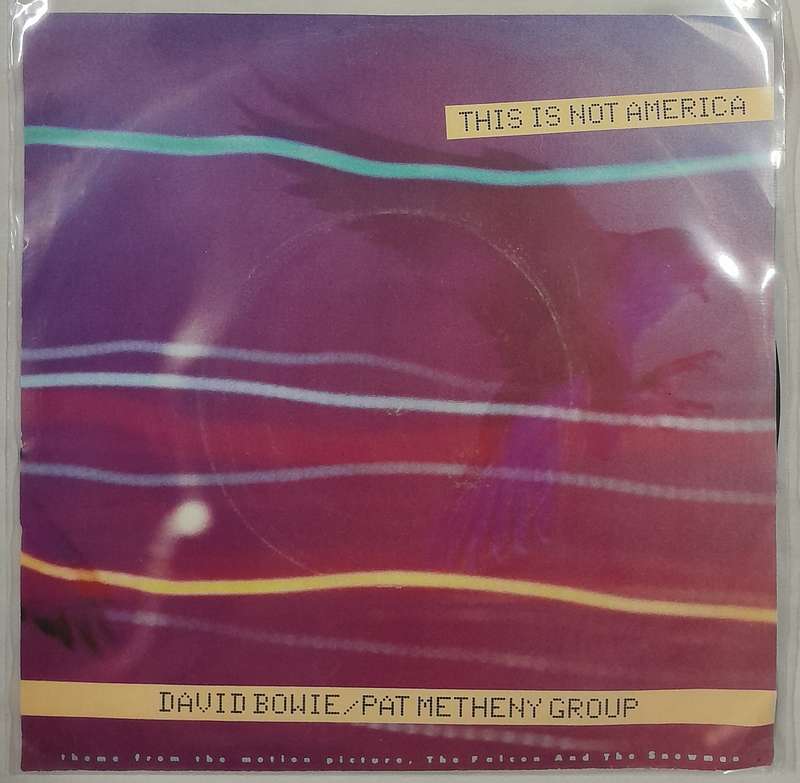 THIS IS NOT AMERICA
DAVID BOWIE/PAT METHENY GROUP
theme from the motion picture, The Falcon And The Snowman